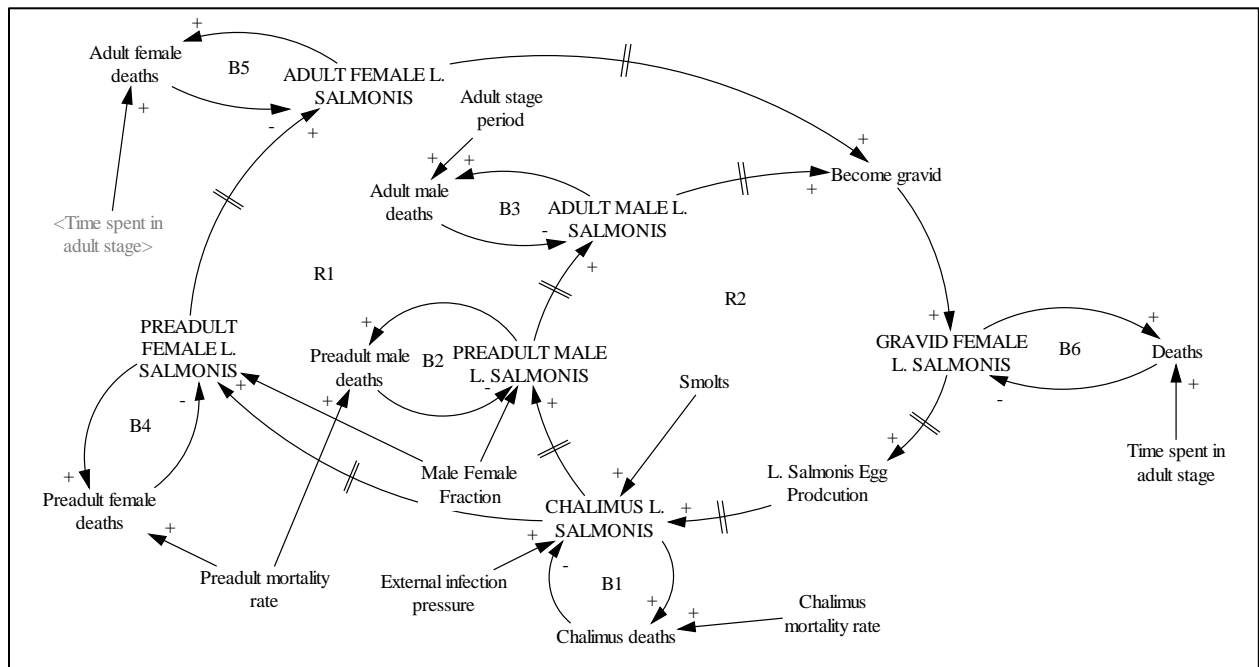 Adult female
deaths
B5
ADULT FEMALE L.
SALMONIS
+
+
-
+
Adult stage
period
+
+
Adult male
deaths
B3
ADULT MALE L.
SALMONIS
-
+
+
+
Become gravid
<Time spent in
adult stage>
R1
R2
PREADULT
FEMALE L.
SALMONIS
+
-
B4
+
Preadult female
deaths
+
+
Preadult male
deaths
+
B2
PREADULT MALE
L. SALMONIS
-
+
Smolts
+
GRAVID FEMALE
L. SALMONIS
B6
+
Deaths
+
-
Time spent in
adult stage
Male Female
Fraction
+
L. Salmonis Egg
Prodcution
CHALIMUS L.
SALMONIS
+
+
+
-
Preadult mortality
rate
External infection
pressure
B1
+
Chalimus deaths
+
Chalimus
mortality rate